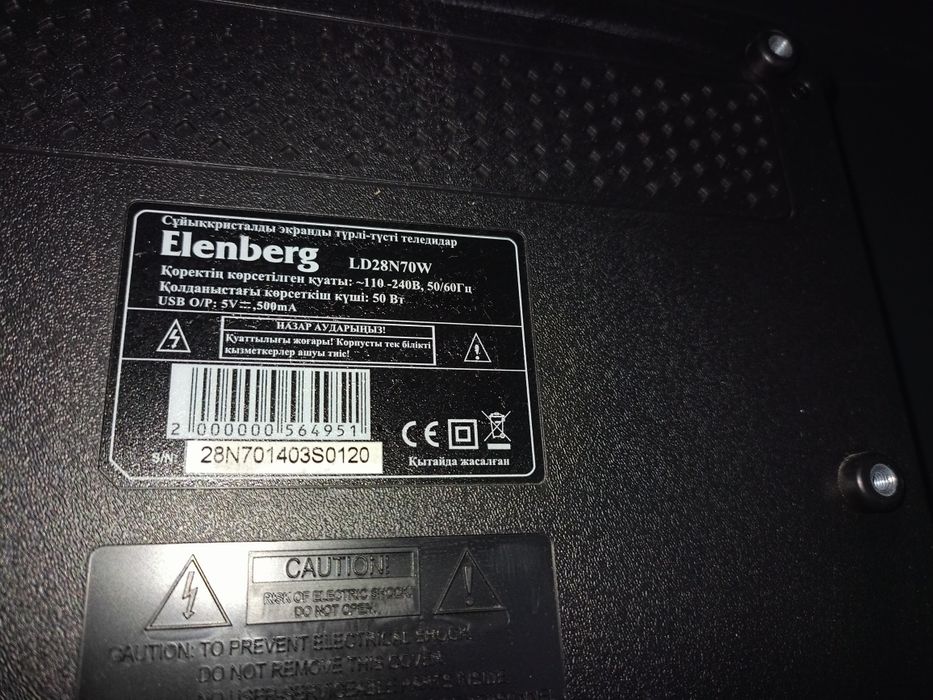 Сұйыққристалды экранды түрлі-түсті теледидар
Elenberg LD28N70W
Қоректің көрсетілген қуаты: ~110 -240В, 50/60Гц
Қолданыстағы көрсеткіш күші: 50 Вт
USB O/P: 5V⎓,500mA
НАЗАР АУДАРЫҢЫЗ!
Қуаттылығы жоғары! Корпусты тек білікті
қызметкерлер ашуы тиіс!
2 000000 564951
S/N: 28N701403S0120
CE
Қытайда жасалған
CAUTION!
RISK OF ELECTRIC SHOCK!
DO NOT OPEN.
CAUTION: TO PREVENT ELECTRICAL SHOCK
DO NOT REMOVE THIS COVER.